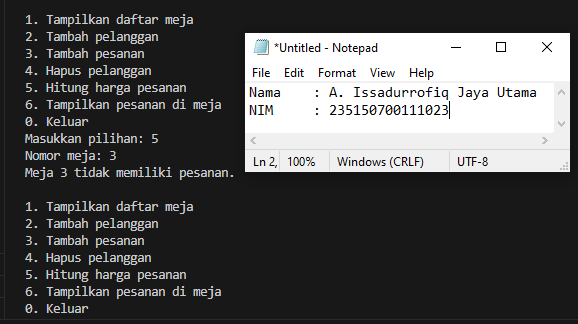 1. Tampilkan daftar meja
2. Tambah pelanggan
3. Tambah pesanan
4. Hapus pelanggan
5. Hitung harga pesanan
6. Tampilkan pesanan di meja
0. Keluar
Masukkan pilihan: 5
Nomor meja: 3
Meja 3 tidak memiliki pesanan.
1. Tampilkan daftar meja
2. Tambah pelanggan
3. Tambah pesanan
4. Hapus pelanggan
5. Hitung harga pesanan
6. Tampilkan pesanan di meja
0. Keluar
*Untitled - Notepad
File Edit Format View Help
Nama : A. Issadurrofiq Jaya Utama
NIM : 235150700111023
Ln 2, 100% Windows (CRLF) UTF-8